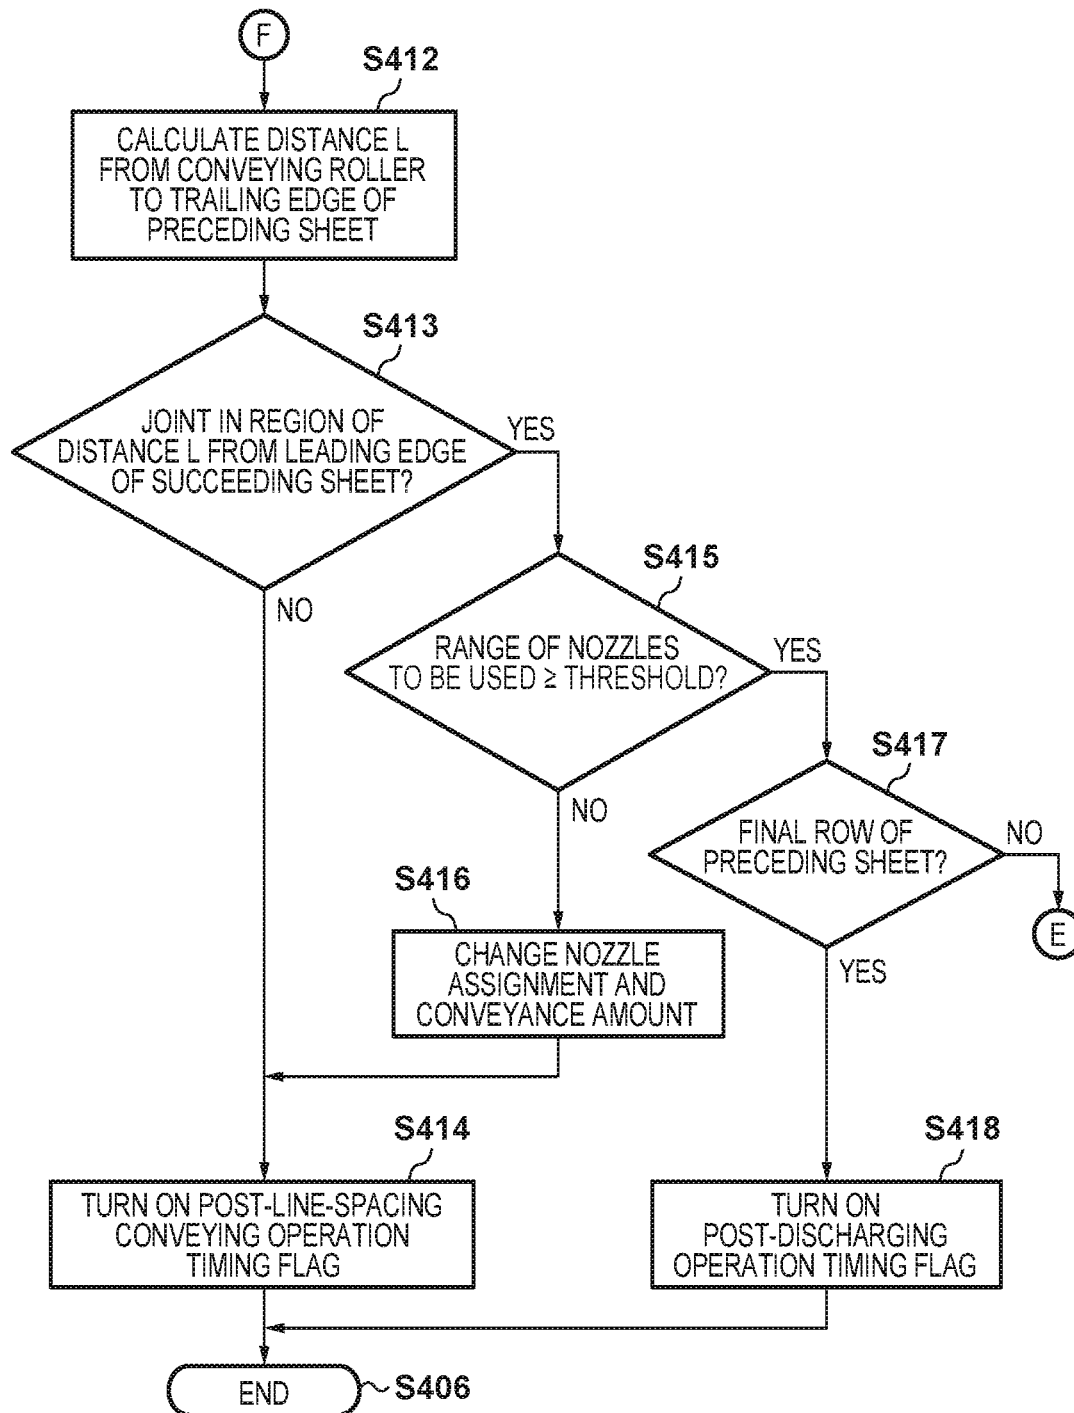 F
S412
CALCULATE DISTANCE L
FROM CONVEYING ROLLER
TO TRAILING EDGE OF
PRECEDING SHEET
S413
JOINT IN REGION OF
DISTANCE L FROM LEADING EDGE
OF SUCCEEDING SHEET?
YES
NO
S415
RANGE OF NOZZLES
TO BE USED ≥ THRESHOLD?
YES
NO
S417
FINAL ROW OF
PRECEDING SHEET?
NO
E
YES
S416
CHANGE NOZZLE
ASSIGNMENT AND
CONVEYANCE AMOUNT
S414
TURN ON POST-LINE-SPACING
CONVEYING OPERATION
TIMING FLAG
S418
TURN ON
POST-DISCHARGING
OPERATION TIMING FLAG
END
S406